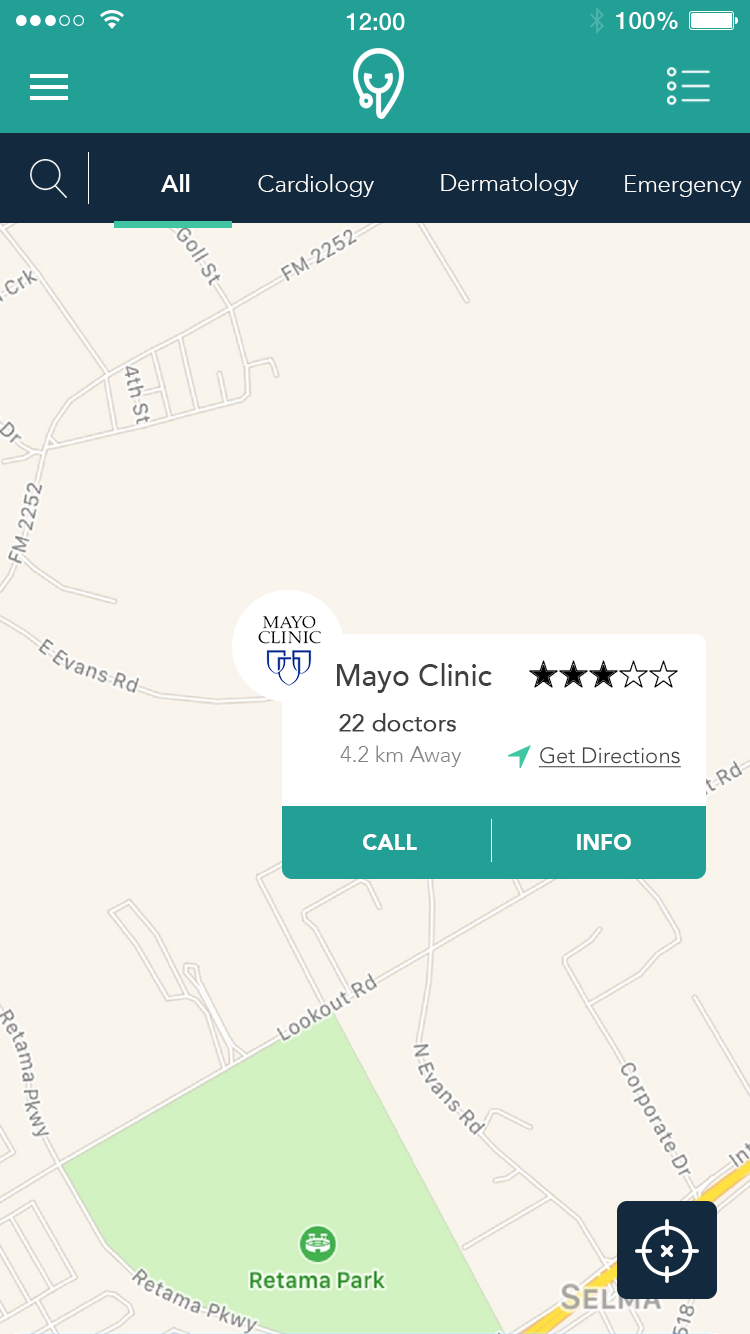 12:00
100%
All
Cardiology
Dermatology
Emergency
Goll St
FM 2252
Crk
4th St
Dr
FM 2252
E Evans Rd
MAYO
CLINIC
Mayo Clinic
22 doctors
4.2 km Away
Get Directions
t Rd
CALL
INFO
Lookout Rd
Retama Pkwy
N Evans Rd
Corporate Dr
Int
Retama Park
Retama Pkwy
SELMA
518